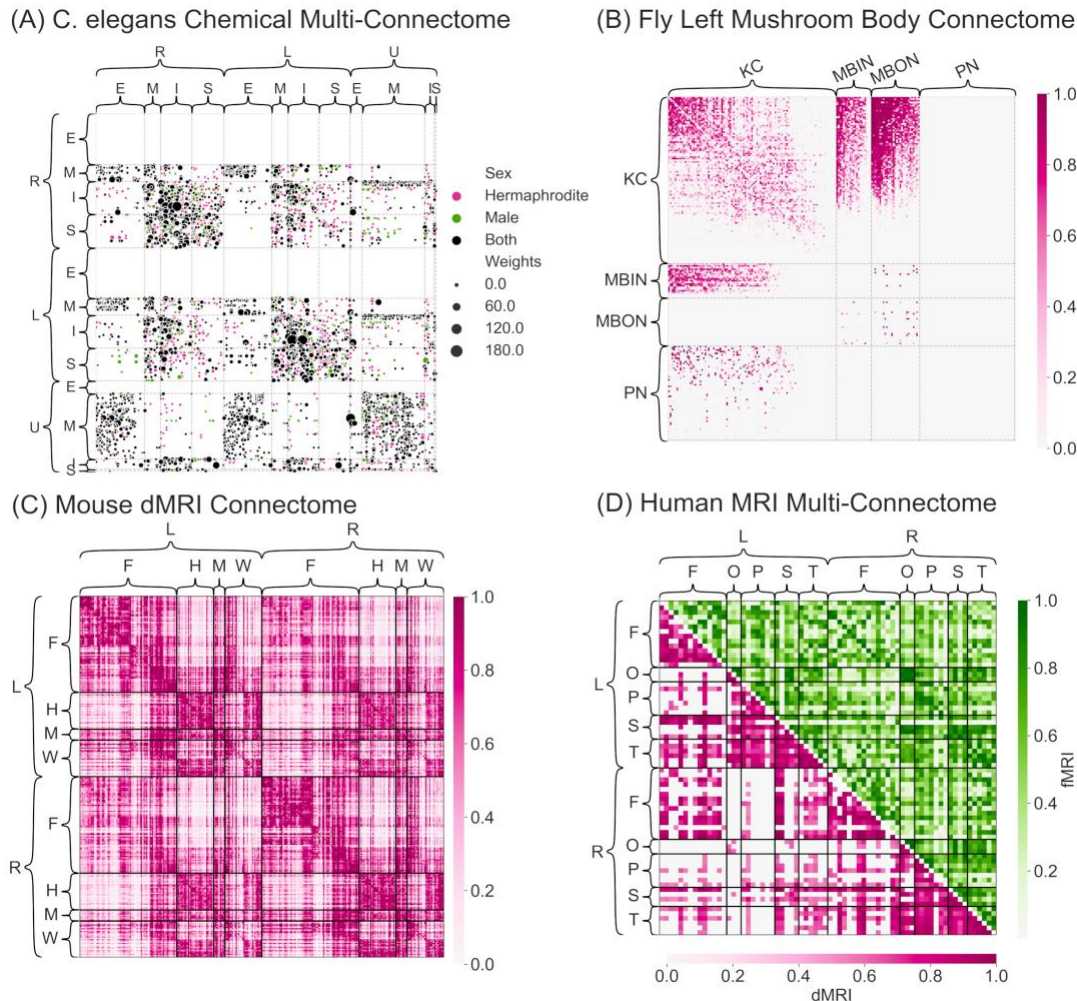 (A) C. elegans Chemical Multi-Connectome
R L U
E M I S E M I S E M I S
R
E
M
I
S
L
E
M
I
S
U
E
M
I
S
Sex
Hermaphrodite
Male
Both
Weights
0.0
60.0
120.0
180.0
(B) Fly Left Mushroom Body Connectome
KC MBIN MBON PN
KC
MBIN
MBON
PN
1.0
0.8
0.6
0.4
0.2
0.0
(C) Mouse dMRI Connectome
L R
F H M W F H M W
L
F
H
M
W
R
F
H
M
W
1.0
0.8
0.6
0.4
0.2
0.0
(D) Human MRI Multi-Connectome
L R
F O P S T F O P S T
L
F
O
P
S
T
R
F
O
P
S
T
1.0
0.8
0.6
0.4
0.2
fMRI
0.0 0.2 0.4 0.6 0.8 1.0
dMRI